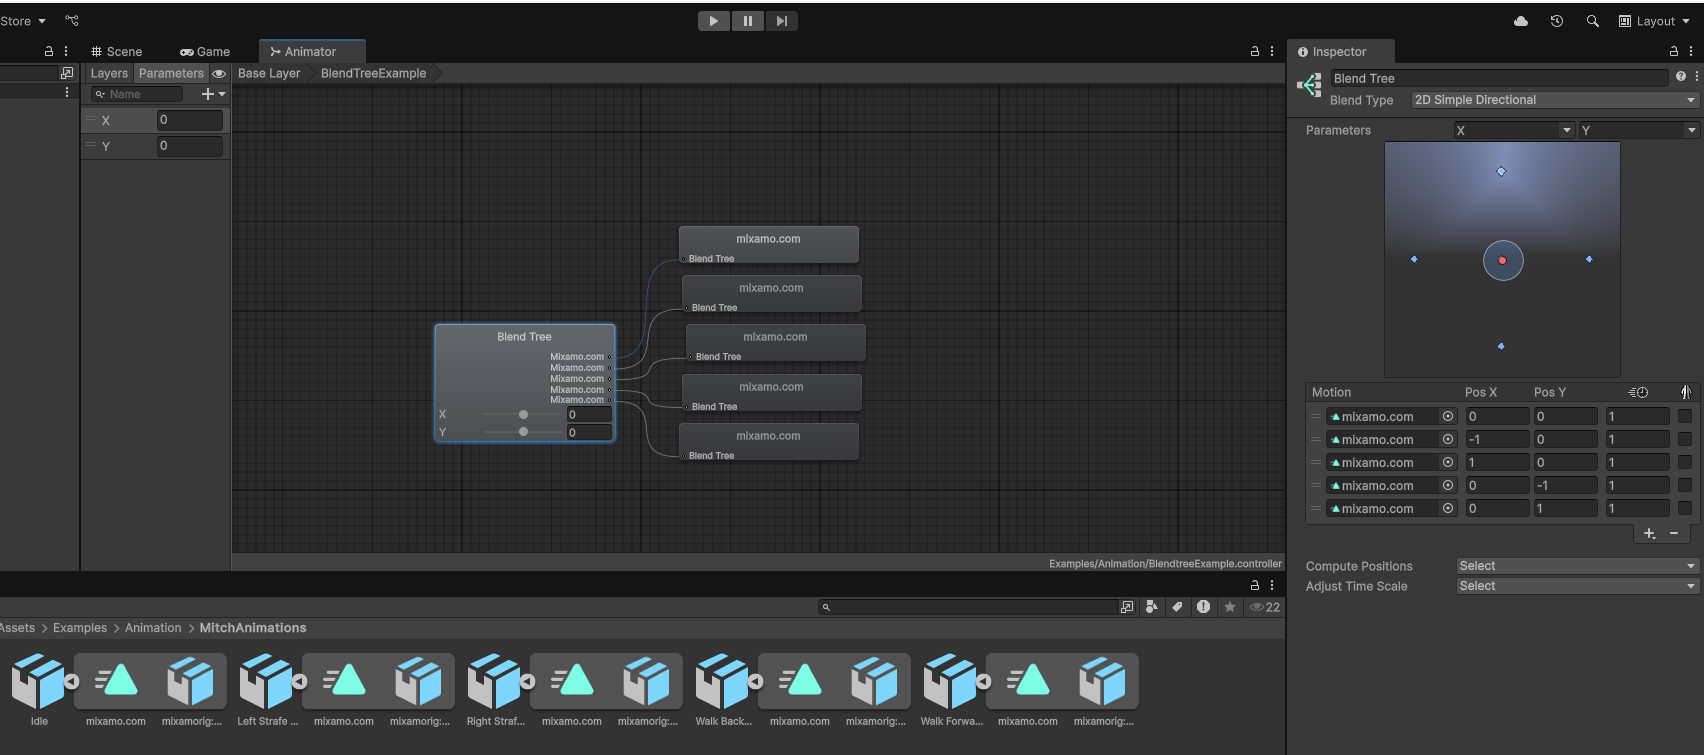 Store
Layout
Scene
Game
Animator
Inspector
Layers
Parameters
Base Layer
BlendTreeExample
Name
X
0
Y
0
Blend Tree
Blend Type
2D Simple Directional
Parameters
X
Y
mixamo.com
Blend Tree
mixamo.com
Blend Tree
mixamo.com
Blend Tree
mixamo.com
Blend Tree
mixamo.com
Blend Tree
Blend Tree
Mixamo.com
Mixamo.com
Mixamo.com
Mixamo.com
Mixamo.com
X
0
Y
0
Examples/Animation/BlendtreeExample.controller
Motion Pos X Pos Y
mixamo.com 0 0 1
mixamo.com -1 0 1
mixamo.com 1 0 1
mixamo.com 0 -1 1
mixamo.com 0 1 1
+ −
Compute Positions
Select
Adjust Time Scale
Select
22
Assets > Examples > Animation > MitchAnimations
Idle
mixamo.com
mixamorig:...
Left Strafe ...
mixamo.com
mixamorig:...
Right Straf...
mixamo.com
mixamorig:...
Walk Back...
mixamo.com
mixamorig:...
Walk Forwa...
mixamo.com
mixamorig:...